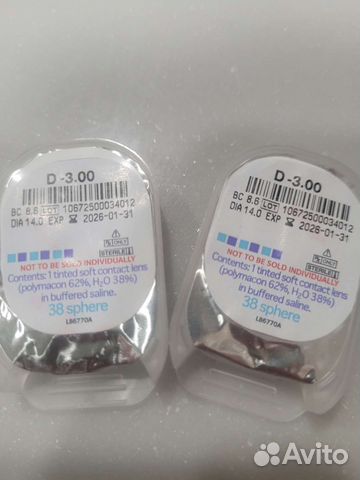 D -3.00
BC 8.6 LOT 10672500034012
DIA 14.0 EXP 2026-01-31
℞ ONLY
STERILE
NOT TO BE SOLD INDIVIDUALLY
Contents: 1 tinted soft contact lens
(polymacon 62%, H₂O 38%)
in buffered saline.
38 sphere
L86770A
D -3.00
BC 8.6 LOT 10672500034012
DIA 14.0 EXP 2026-01-31
℞ ONLY
STERILE
NOT TO BE SOLD INDIVIDUALLY
Contents: 1 tinted soft contact lens
(polymacon 62%, H₂O 38%)
in buffered saline.
38 sphere
L86770A
Avito